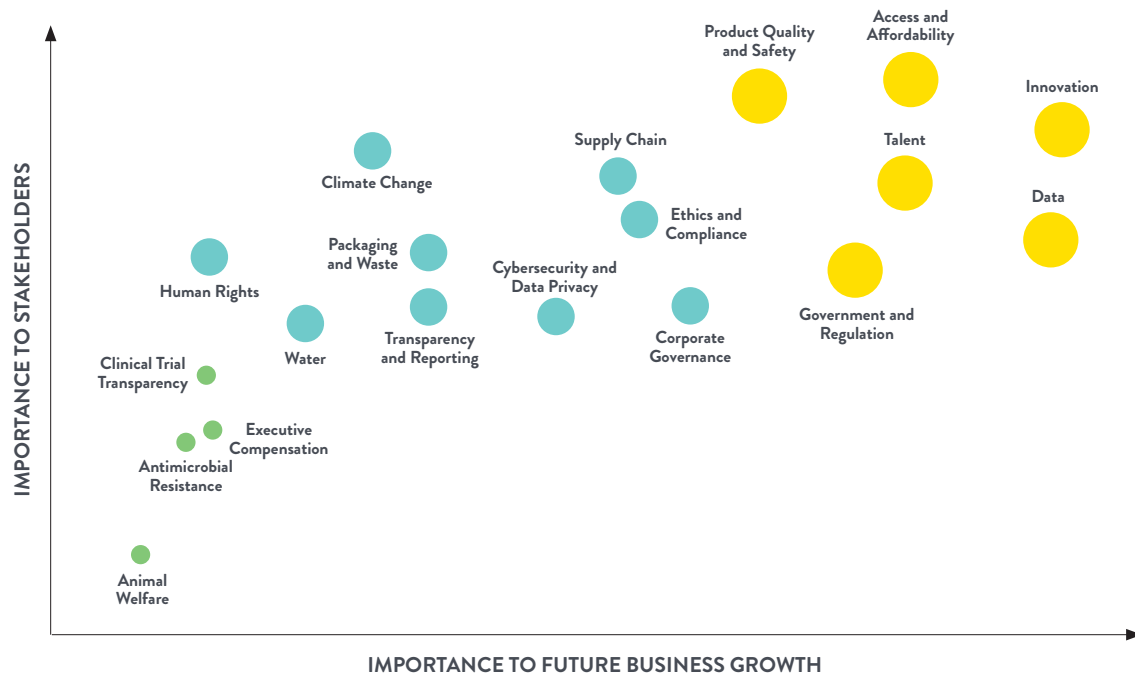 Access and
Affordability
Product Quality
and Safety
Innovation
Supply Chain
Talent
Climate Change
Data
Ethics and
Compliance
Packaging
and Waste
Cybersecurity and
Data Privacy
Human Rights
Government and
Regulation
Transparency
and Reporting
Corporate
Governance
Water
Clinical Trial
Transparency
Executive
Compensation
Antimicrobial
Resistance
Animal
Welfare
IMPORTANCE TO STAKEHOLDERS
IMPORTANCE TO FUTURE BUSINESS GROWTH